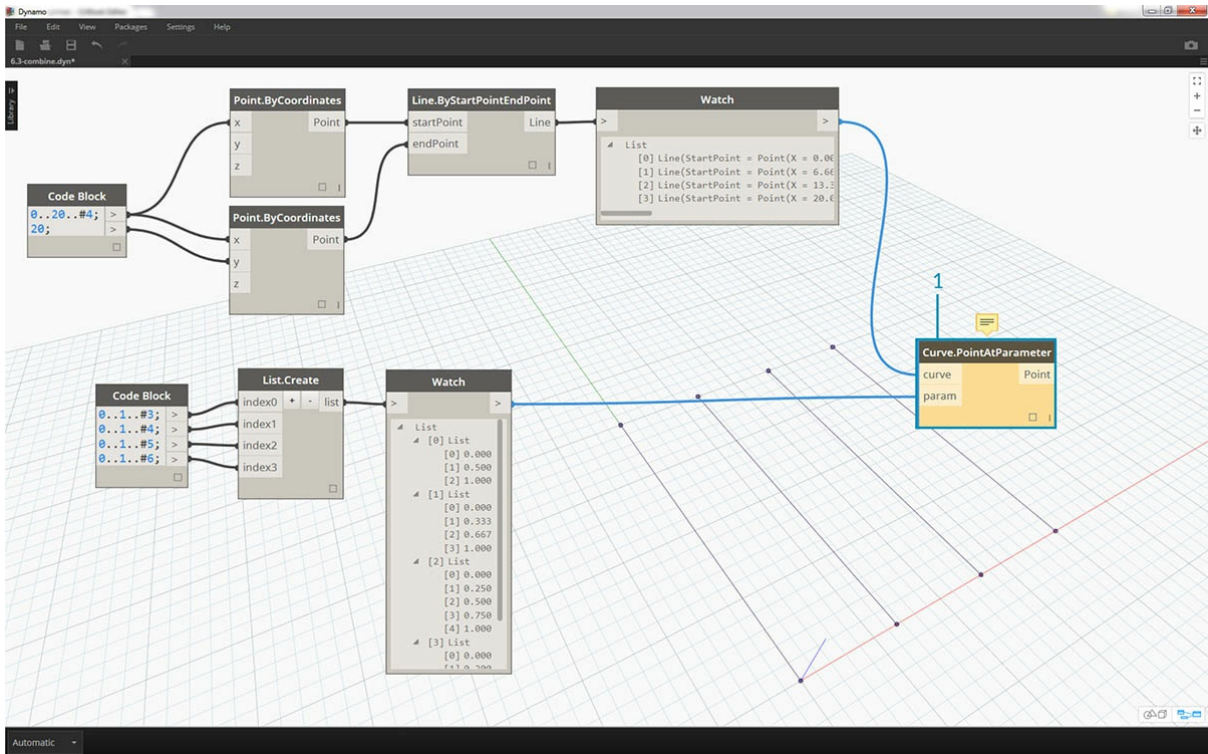 Dynamo
File Edit View Packages Settings Help
6.3-combine.dyn*
Library
Point.ByCoordinates
x Point
y
z
Line.ByStartPointEndPoint
startPoint Line
endPoint
Watch
> >
List
[0] Line(StartPoint = Point(X = 0.00
[1] Line(StartPoint = Point(X = 6.66
[2] Line(StartPoint = Point(X = 13.3
[3] Line(StartPoint = Point(X = 20.0
Code Block
0..20..#4; >
20; >
Point.ByCoordinates
x Point
y
z
1
Curve.PointAtParameter
curve Point
param
Code Block
0..1..#3; >
0..1..#4; >
0..1..#5; >
0..1..#6; >
List.Create
index0 + - list
index1
index2
index3
Watch
> >
List
[0] List
[0] 0.000
[1] 0.500
[2] 1.000
[1] List
[0] 0.000
[1] 0.333
[2] 0.667
[3] 1.000
[2] List
[0] 0.000
[1] 0.250
[2] 0.500
[3] 0.750
[4] 1.000
[3] List
[0] 0.000
[1] 0.200
Automatic